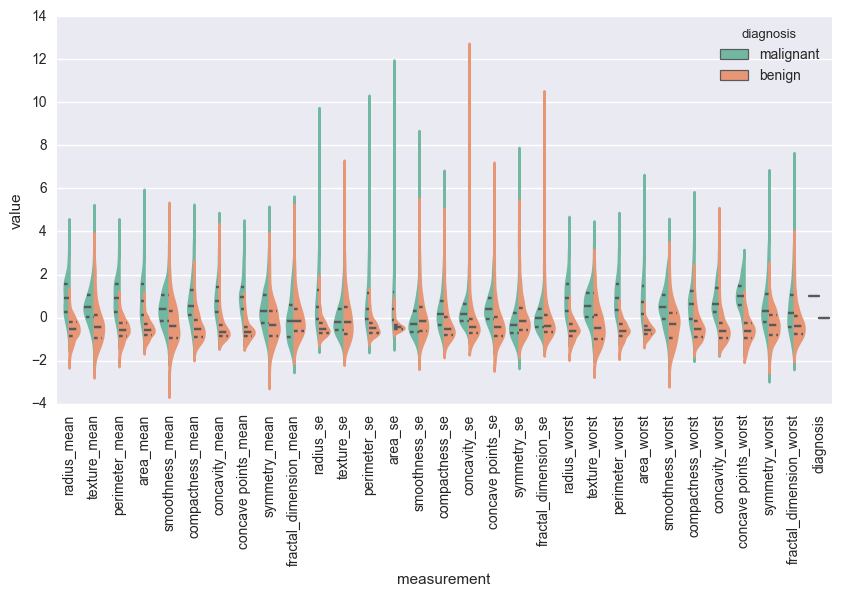 14
12
10
8
6
4
2
0
−2
−4
value
diagnosis
malignant
benign
radius_mean
texture_mean
perimeter_mean
area_mean
smoothness_mean
compactness_mean
concavity_mean
concave points_mean
symmetry_mean
fractal_dimension_mean
radius_se
texture_se
perimeter_se
area_se
smoothness_se
compactness_se
concavity_se
concave points_se
symmetry_se
fractal_dimension_se
radius_worst
texture_worst
perimeter_worst
area_worst
smoothness_worst
compactness_worst
concavity_worst
concave points_worst
symmetry_worst
fractal_dimension_worst
diagnosis
measurement